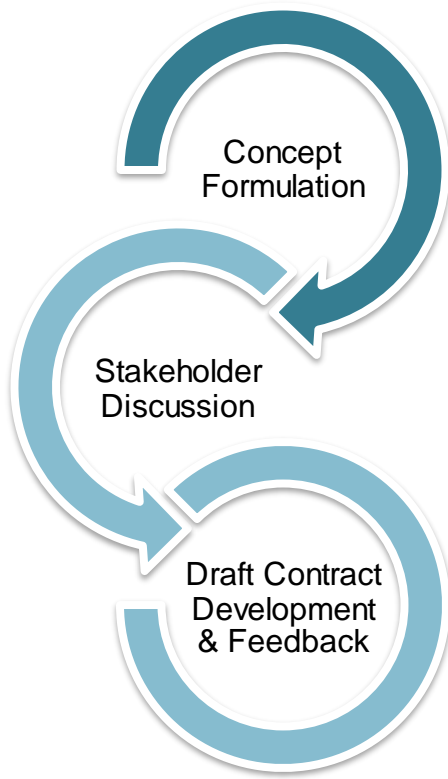 Concept
Formulation
Stakeholder
Discussion
Draft Contract
Development
& Feedback